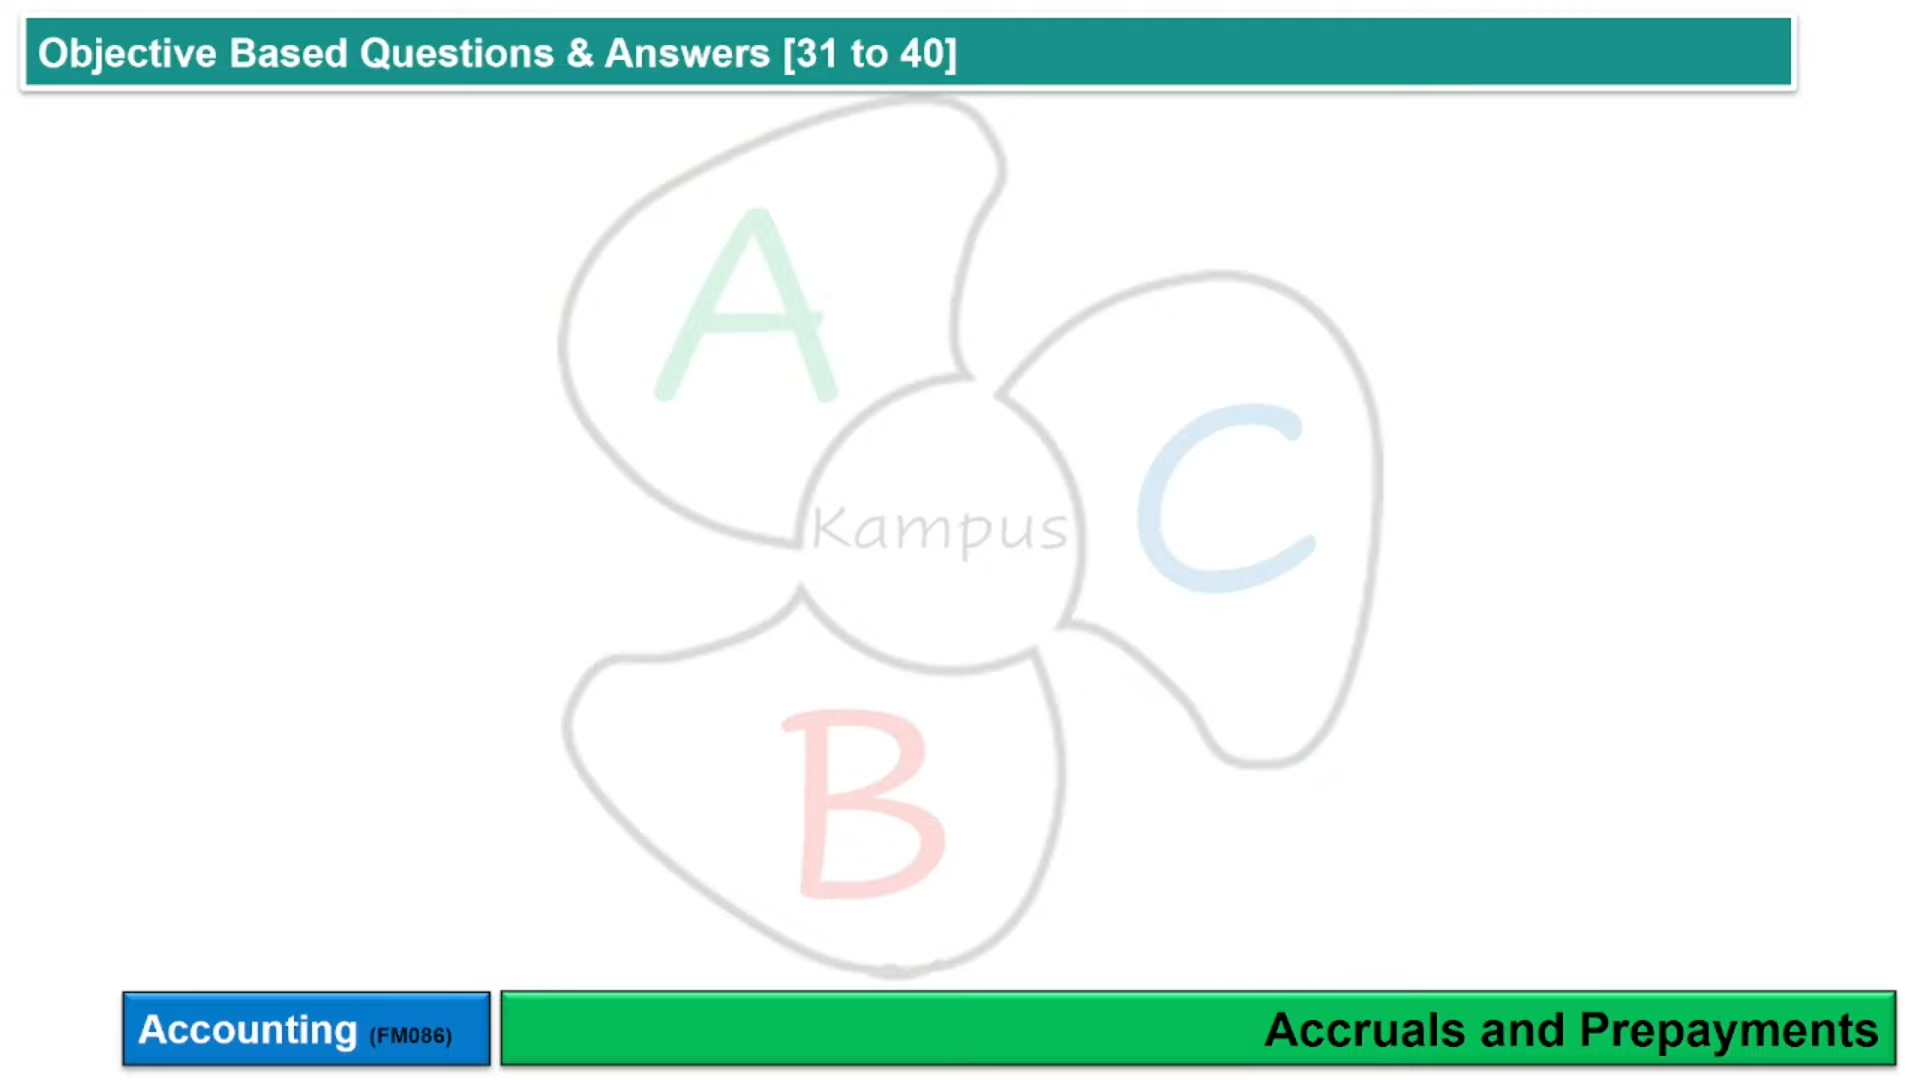 Objective Based Questions & Answers [31 to 40]
A
C
Kampus
B
Accounting (FM086)
Accruals and Prepayments